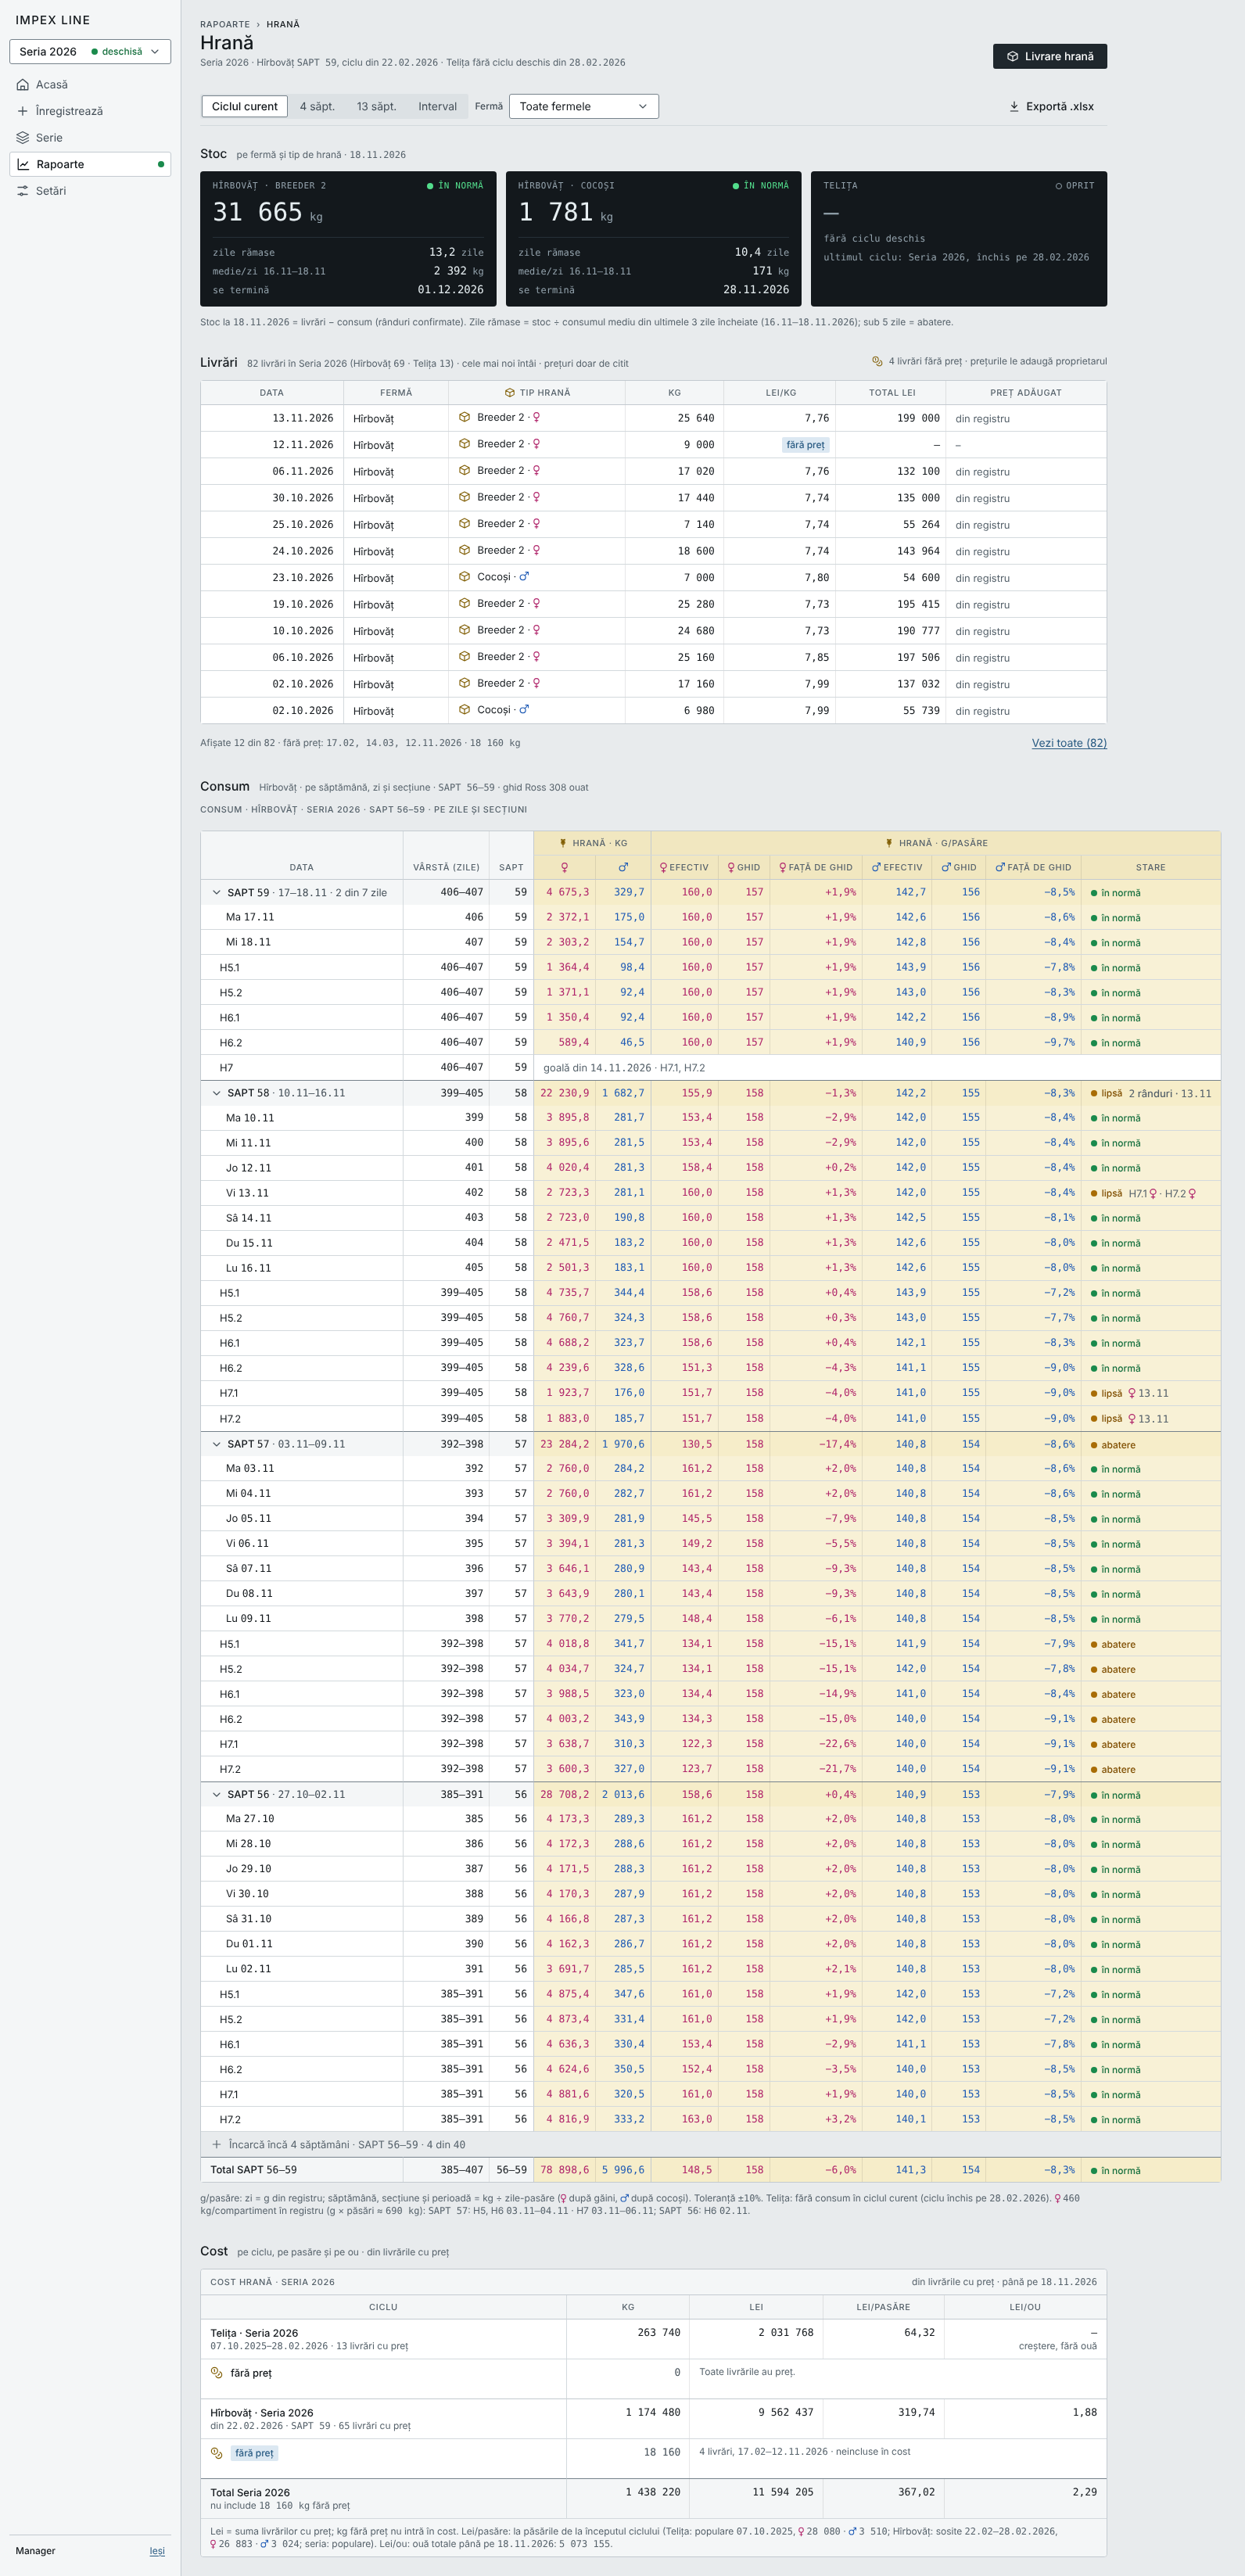 IMPEX LINE
Seria 2026 deschisă
Acasă
Înregistrează
Serie
Rapoarte
Setări
RAPOARTE › HRANĂ
Hrană
Seria 2026 · Hîrbovăț SAPT 59, ciclu din 22.02.2026 · Telița fără ciclu deschis din 28.02.2026
Livrare hrană
Ciclul curent 4 săpt. 13 săpt. Interval Fermă Toate fermele Exportă .xlsx
Stoc pe fermă și tip de hrană · 18.11.2026
HÎRBOVĂȚ · BREEDER 2 ÎN NORMĂ
31 665 kg
zile rămase 13,2 zile
medie/zi 16.11–18.11 2 392 kg
se termină 01.12.2026
HÎRBOVĂȚ · COCOȘI ÎN NORMĂ
1 781 kg
zile rămase 10,4 zile
medie/zi 16.11–18.11 171 kg
se termină 28.11.2026
TELIȚA OPRIT
—
fără ciclu deschis
ultimul ciclu: Seria 2026, închis pe 28.02.2026
Stoc la 18.11.2026 = livrări − consum (rânduri confirmate). Zile rămase = stoc ÷ consumul mediu din ultimele 3 zile încheiate (16.11–18.11.2026); sub 5 zile = abatere.
Livrări 82 livrări în Seria 2026 (Hîrbovăț 69 · Telița 13) · cele mai noi întâi · prețuri doar de citit 4 livrări fără preț · prețurile le adaugă proprietarul
DATA FERMĂ TIP HRANĂ KG LEI/KG TOTAL LEI PREȚ ADĂUGAT
13.11.2026 Hîrbovăț Breeder 2 · ♀ 25 640 7,76 199 000 din registru
12.11.2026 Hîrbovăț Breeder 2 · ♀ 9 000 fără preț – –
06.11.2026 Hîrbovăț Breeder 2 · ♀ 17 020 7,76 132 100 din registru
30.10.2026 Hîrbovăț Breeder 2 · ♀ 17 440 7,74 135 000 din registru
25.10.2026 Hîrbovăț Breeder 2 · ♀ 7 140 7,74 55 264 din registru
24.10.2026 Hîrbovăț Breeder 2 · ♀ 18 600 7,74 143 964 din registru
23.10.2026 Hîrbovăț Cocoși · ♂ 7 000 7,80 54 600 din registru
19.10.2026 Hîrbovăț Breeder 2 · ♀ 25 280 7,73 195 415 din registru
10.10.2026 Hîrbovăț Breeder 2 · ♀ 24 680 7,73 190 777 din registru
06.10.2026 Hîrbovăț Breeder 2 · ♀ 25 160 7,85 197 506 din registru
02.10.2026 Hîrbovăț Breeder 2 · ♀ 17 160 7,99 137 032 din registru
02.10.2026 Hîrbovăț Cocoși · ♂ 6 980 7,99 55 739 din registru
Afișate 12 din 82 · fără preț: 17.02, 14.03, 12.11.2026 · 18 160 kg Vezi toate (82)
Consum Hîrbovăț · pe săptămână, zi și secțiune · SAPT 56–59 · ghid Ross 308 ouat
CONSUM · HÎRBOVĂȚ · SERIA 2026 · SAPT 56–59 · PE ZILE ȘI SECȚIUNI
HRANĂ · KG HRANĂ · G/PASĂRE
DATA VÂRSTĂ (ZILE) SAPT ♀ ♂ ♀ EFECTIV ♀ GHID ♀ FAȚĂ DE GHID ♂ EFECTIV ♂ GHID ♂ FAȚĂ DE GHID STARE
SAPT 59 · 17–18.11 · 2 din 7 zile 406–407 59 4 675,3 329,7 160,0 157 +1,9% 142,7 156 −8,5% în normă
Ma 17.11 406 59 2 372,1 175,0 160,0 157 +1,9% 142,6 156 −8,6% în normă
Mi 18.11 407 59 2 303,2 154,7 160,0 157 +1,9% 142,8 156 −8,4% în normă
H5.1 406–407 59 1 364,4 98,4 160,0 157 +1,9% 143,9 156 −7,8% în normă
H5.2 406–407 59 1 371,1 92,4 160,0 157 +1,9% 143,0 156 −8,3% în normă
H6.1 406–407 59 1 350,4 92,4 160,0 157 +1,9% 142,2 156 −8,9% în normă
H6.2 406–407 59 589,4 46,5 160,0 157 +1,9% 140,9 156 −9,7% în normă
H7 406–407 59 goală din 14.11.2026 · H7.1, H7.2
SAPT 58 · 10.11–16.11 399–405 58 22 230,9 1 682,7 155,9 158 −1,3% 142,2 155 −8,3% lipsă 2 rânduri · 13.11
Ma 10.11 399 58 3 895,8 281,7 153,4 158 −2,9% 142,0 155 −8,4% în normă
Mi 11.11 400 58 3 895,6 281,5 153,4 158 −2,9% 142,0 155 −8,4% în normă
Jo 12.11 401 58 4 020,4 281,3 158,4 158 +0,2% 142,0 155 −8,4% în normă
Vi 13.11 402 58 2 723,3 281,1 160,0 158 +1,3% 142,0 155 −8,4% lipsă H7.1 ♀ · H7.2 ♀
Sâ 14.11 403 58 2 723,0 190,8 160,0 158 +1,3% 142,5 155 −8,1% în normă
Du 15.11 404 58 2 471,5 183,2 160,0 158 +1,3% 142,6 155 −8,0% în normă
Lu 16.11 405 58 2 501,3 183,1 160,0 158 +1,3% 142,6 155 −8,0% în normă
H5.1 399–405 58 4 735,7 344,4 158,6 158 +0,4% 143,9 155 −7,2% în normă
H5.2 399–405 58 4 760,7 324,3 158,6 158 +0,3% 143,0 155 −7,7% în normă
H6.1 399–405 58 4 688,2 323,7 158,6 158 +0,4% 142,1 155 −8,3% în normă
H6.2 399–405 58 4 239,6 328,6 151,3 158 −4,3% 141,1 155 −9,0% în normă
H7.1 399–405 58 1 923,7 176,0 151,7 158 −4,0% 141,0 155 −9,0% lipsă ♀ 13.11
H7.2 399–405 58 1 883,0 185,7 151,7 158 −4,0% 141,0 155 −9,0% lipsă ♀ 13.11
SAPT 57 · 03.11–09.11 392–398 57 23 284,2 1 970,6 130,5 158 −17,4% 140,8 154 −8,6% abatere
Ma 03.11 392 57 2 760,0 284,2 161,2 158 +2,0% 140,8 154 −8,6% în normă
Mi 04.11 393 57 2 760,0 282,7 161,2 158 +2,0% 140,8 154 −8,6% în normă
Jo 05.11 394 57 3 309,9 281,9 145,5 158 −7,9% 140,8 154 −8,5% în normă
Vi 06.11 395 57 3 394,1 281,3 149,2 158 −5,5% 140,8 154 −8,5% în normă
Sâ 07.11 396 57 3 646,1 280,9 143,4 158 −9,3% 140,8 154 −8,5% în normă
Du 08.11 397 57 3 643,9 280,1 143,4 158 −9,3% 140,8 154 −8,5% în normă
Lu 09.11 398 57 3 770,2 279,5 148,4 158 −6,1% 140,8 154 −8,5% în normă
H5.1 392–398 57 4 018,8 341,7 134,1 158 −15,1% 141,9 154 −7,9% abatere
H5.2 392–398 57 4 034,7 324,7 134,1 158 −15,1% 142,0 154 −7,8% abatere
H6.1 392–398 57 3 988,5 323,0 134,4 158 −14,9% 141,0 154 −8,4% abatere
H6.2 392–398 57 4 003,2 343,9 134,3 158 −15,0% 140,0 154 −9,1% abatere
H7.1 392–398 57 3 638,7 310,3 122,3 158 −22,6% 140,0 154 −9,1% abatere
H7.2 392–398 57 3 600,3 327,0 123,7 158 −21,7% 140,0 154 −9,1% abatere
SAPT 56 · 27.10–02.11 385–391 56 28 708,2 2 013,6 158,6 158 +0,4% 140,9 153 −7,9% în normă
Ma 27.10 385 56 4 173,3 289,3 161,2 158 +2,0% 140,8 153 −8,0% în normă
Mi 28.10 386 56 4 172,3 288,6 161,2 158 +2,0% 140,8 153 −8,0% în normă
Jo 29.10 387 56 4 171,5 288,3 161,2 158 +2,0% 140,8 153 −8,0% în normă
Vi 30.10 388 56 4 170,3 287,9 161,2 158 +2,0% 140,8 153 −8,0% în normă
Sâ 31.10 389 56 4 166,8 287,3 161,2 158 +2,0% 140,8 153 −8,0% în normă
Du 01.11 390 56 4 162,3 286,7 161,2 158 +2,0% 140,8 153 −8,0% în normă
Lu 02.11 391 56 3 691,7 285,5 161,2 158 +2,1% 140,8 153 −8,0% în normă
H5.1 385–391 56 4 875,4 347,6 161,0 158 +1,9% 142,0 153 −7,2% în normă
H5.2 385–391 56 4 873,4 331,4 161,0 158 +1,9% 142,0 153 −7,2% în normă
H6.1 385–391 56 4 636,3 330,4 153,4 158 −2,9% 141,1 153 −7,8% în normă
H6.2 385–391 56 4 624,6 350,5 152,4 158 −3,5% 140,0 153 −8,5% în normă
H7.1 385–391 56 4 881,6 320,5 161,0 158 +1,9% 140,0 153 −8,5% în normă
H7.2 385–391 56 4 816,9 333,2 163,0 158 +3,2% 140,1 153 −8,5% în normă
Încarcă încă 4 săptămâni · SAPT 56–59 · 4 din 40
Total SAPT 56–59 385–407 56–59 78 898,6 5 996,6 148,5 158 −6,0% 141,3 154 −8,3% în normă
g/pasăre: zi = g din registru; săptămână, secțiune și perioadă = kg ÷ zile-pasăre (♀ după găini, ♂ după cocoși). Toleranță ±10%. Telița: fără consum în ciclul curent (ciclu închis pe 28.02.2026). ♀ 460
kg/compartiment în registru (g × păsări ≈ 690 kg): SAPT 57: H5, H6 03.11–04.11 · H7 03.11–06.11; SAPT 56: H6 02.11.
Cost pe ciclu, pe pasăre și pe ou · din livrările cu preț
COST HRANĂ · SERIA 2026 din livrările cu preț · până pe 18.11.2026
CICLU KG LEI LEI/PASĂRE LEI/OU
Telița · Seria 2026 263 740 2 031 768 64,32 –
07.10.2025–28.02.2026 · 13 livrări cu preț creștere, fără ouă
fără preț 0 Toate livrările au preț.
Hîrbovăț · Seria 2026 1 174 480 9 562 437 319,74 1,88
din 22.02.2026 · SAPT 59 · 65 livrări cu preț
fără preț 18 160 4 livrări, 17.02–12.11.2026 · neincluse în cost
Total Seria 2026 1 438 220 11 594 205 367,02 2,29
nu include 18 160 kg fără preț
Lei = suma livrărilor cu preț; kg fără preț nu intră în cost. Lei/pasăre: la păsările de la începutul ciclului (Telița: populare 07.10.2025, ♀ 28 080 · ♂ 3 510; Hîrbovăț: sosite 22.02–28.02.2026,
♀ 26 883 · ♂ 3 024; seria: populare). Lei/ou: ouă totale până pe 18.11.2026: 5 073 155.
Manager Ieși